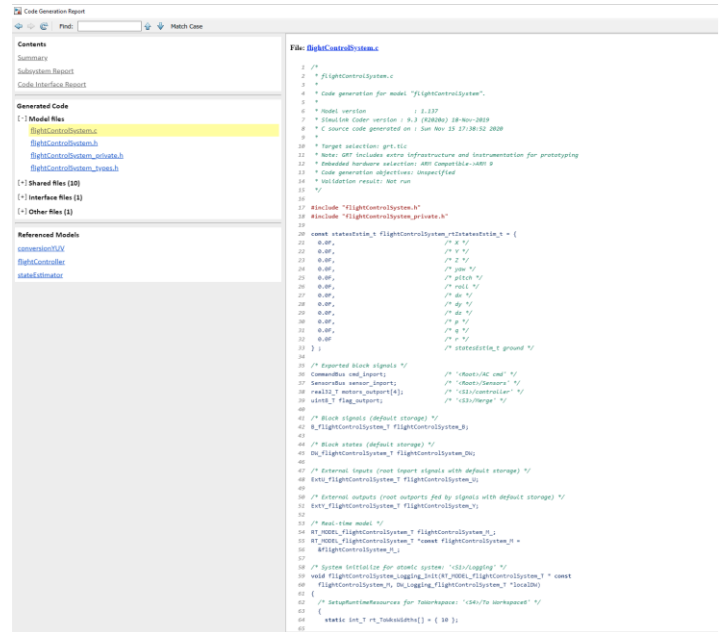 Code Generation Report
Find: Match Case
Contents
Summary
Subsystem Report
Code Interface Report
Generated Code
[-] Model files
flightControlSystem.c
flightControlSystem.h
flightControlSystem_private.h
flightControlSystem_types.h
[+] Shared files (10)
[+] Interface files (1)
[+] Other files (1)
Referenced Models
conversionYUV
flightController
stateEstimator
File: flightControlSystem.c
1 /*
2 * flightControlSystem.c
3 *
4 * Code generation for model "flightControlSystem".
5 *
6 * Model version : 1.137
7 * Simulink Coder version : 9.3 (R2020a) 18-Nov-2019
8 * C source code generated on : Sun Nov 15 17:30:52 2020
9 *
10 * Target selection: grt.tlc
11 * Note: GRT includes extra infrastructure and instrumentation for prototyping
12 * Embedded hardware selection: ARM Compatible->ARM 9
13 * Code generation objectives: Unspecified
14 * Validation result: Not run
15 */
16
17 #include "flightControlSystem.h"
18 #include "flightControlSystem_private.h"
19
20 const statesEstim_t flightControlSystem_rtZstatesEstim_t = {
21 0.0F, /* X */
22 0.0F, /* Y */
23 0.0F, /* Z */
24 0.0F, /* yaw */
25 0.0F, /* pitch */
26 0.0F, /* roll */
27 0.0F, /* dx */
28 0.0F, /* dy */
29 0.0F, /* dz */
30 0.0F, /* p */
31 0.0F, /* q */
32 0.0F /* r */
33 } ; /* statesEstim_t ground */
34
35 /* Exported block signals */
36 CommandBus cmd_inport; /* '<Root>/AC cmd' */
37 SensorsBus sensor_inport; /* '<Root>/Sensors' */
38 real32_T motors_outport[4]; /* '<S1>/controller' */
39 uint8_T flag_outport; /* '<S3>/Merge' */
40
41 /* Block signals (default storage) */
42 B_flightControlSystem_T flightControlSystem_B;
43
44 /* Block states (default storage) */
45 DW_flightControlSystem_T flightControlSystem_DW;
46
47 /* External inputs (root inport signals with default storage) */
48 ExtU_flightControlSystem_T flightControlSystem_U;
49
50 /* External outputs (root outports fed by signals with default storage) */
51 ExtY_flightControlSystem_T flightControlSystem_Y;
52
53 /* Real-time model */
54 RT_MODEL_flightControlSystem_T flightControlSystem_M_;
55 RT_MODEL_flightControlSystem_T *const flightControlSystem_M =
56 &flightControlSystem_M_;
57
58 /* System initialize for atomic system: '<S1>/Logging' */
59 void flightControlSystem_Logging_Init(RT_MODEL_flightControlSystem_T * const
60 flightControlSystem_M, DW_Logging_flightControlSystem_T *localDW)
61 {
62 /* SetupRuntimeResources for ToWorkspace: '<S4>/To Workspace6' */
63 {
64 static int_T rt_ToWksWidths[] = { 10 };
65